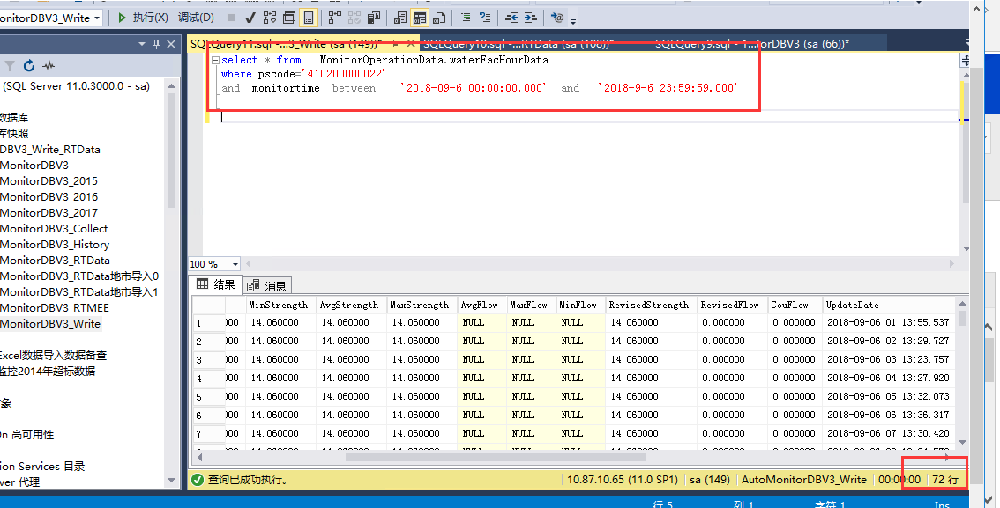 onitorDBV3_Write
执行(X)
调试(D)
SQLQuery11.sql -...3_Write (sa (149))*
SQLQuery10.sql -...RTData (sa (100))*
SQLQuery9.sql - 1...orDBV3 (sa (66))*
(SQL Server 11.0.3000.0 - sa)
数据库
库快照
DBV3_Write_RTData
MonitorDBV3
MonitorDBV3_2015
MonitorDBV3_2016
MonitorDBV3_2017
MonitorDBV3_Collect
MonitorDBV3_History
MonitorDBV3_RTData
MonitorDBV3_RTData地市导入0
MonitorDBV3_RTData地市导入1
MonitorDBV3_RTMEE
MonitorDBV3_Write
Excel数据导入数据备查
监控2014年超标数据
对象
On 高可用性
ion Services 目录
ver 代理
select * from MonitorOperationData.waterFacHourData
where pscode='410200000022'
and monitortime between '2018-09-6 00:00:00.000' and '2018-9-6 23:59:59.000'
100 %
结果
消息
MinStrength AvgStrength MaxStrength AvgFlow MaxFlow MinFlow RevisedStrength RevisedFlow CouFlow UpdateDate
1 000 14.060000 14.060000 14.060000 NULL NULL NULL 14.060000 0.000000 0.000000 2018-09-06 01:13:55.537
2 000 14.060000 14.060000 14.060000 NULL NULL NULL 14.060000 0.000000 0.000000 2018-09-06 02:13:29.727
3 000 14.060000 14.060000 14.060000 NULL NULL NULL 14.060000 0.000000 0.000000 2018-09-06 03:13:23.757
4 000 14.060000 14.060000 14.060000 NULL NULL NULL 14.060000 0.000000 0.000000 2018-09-06 04:13:27.920
5 000 14.060000 14.060000 14.060000 NULL NULL NULL 14.060000 0.000000 0.000000 2018-09-06 05:13:32.073
6 000 14.060000 14.060000 14.060000 NULL NULL NULL 14.060000 0.000000 0.000000 2018-09-06 06:13:36.317
7 000 14.060000 14.060000 14.060000 NULL NULL NULL 14.060000 0.000000 0.000000 2018-09-06 07:13:30.420
查询已成功执行。
10.87.10.65 (11.0 SP1)
sa (149)
AutoMonitorDBV3_Write
00:00:00
72 行
行 5
列 1
字符 1
Ins